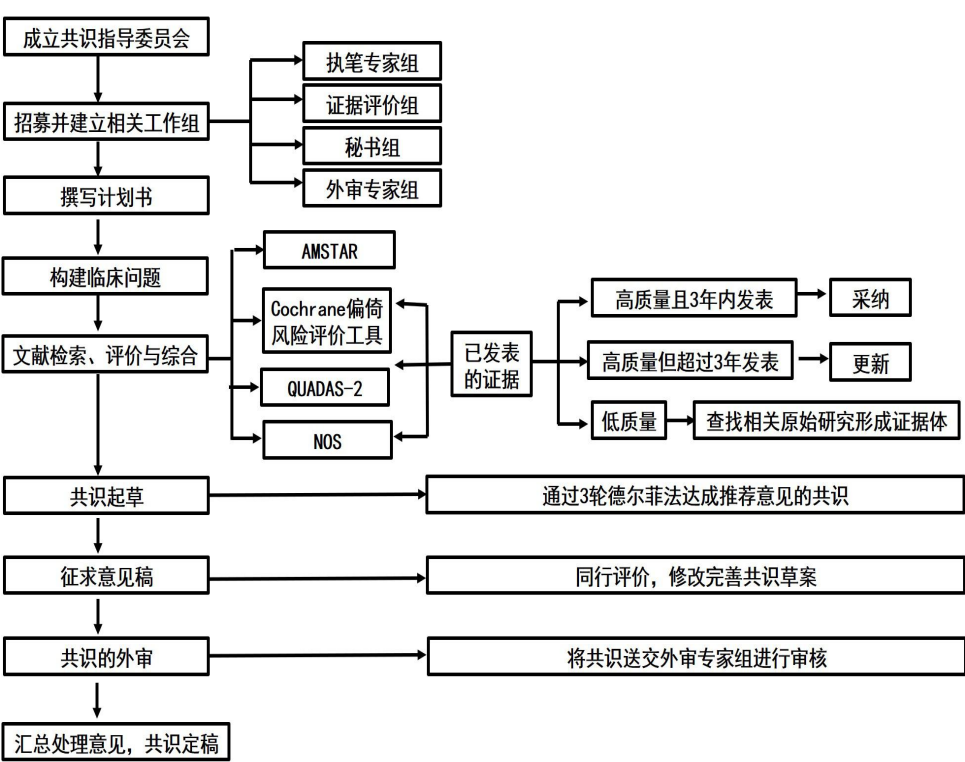 成立共识指导委员会
招募并建立相关工作组
执笔专家组
证据评价组
秘书组
外审专家组
撰写计划书
构建临床问题
文献检索、评价与综合
AMSTAR
Cochrane偏倚
风险评价工具
QUADAS-2
NOS
已发表
的证据
高质量且3年内发表
采纳
高质量但超过3年发表
更新
低质量
查找相关原始研究形成证据体
共识起草
通过3轮德尔菲法达成推荐意见的共识
征求意见稿
同行评价，修改完善共识草案
共识的外审
将共识送交外审专家组进行审核
汇总处理意见，共识定稿